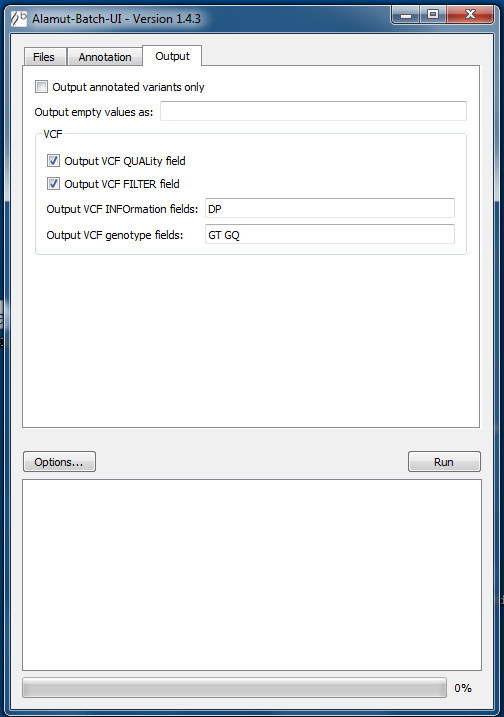 Alamut-Batch-UI - Version 1.4.3
Files Annotation Output
Output annotated variants only
Output empty values as:
VCF
Output VCF QUALity field
Output VCF FILTER field
Output VCF INFOrmation fields: DP
Output VCF genotype fields: GT GQ
Options... Run
0%